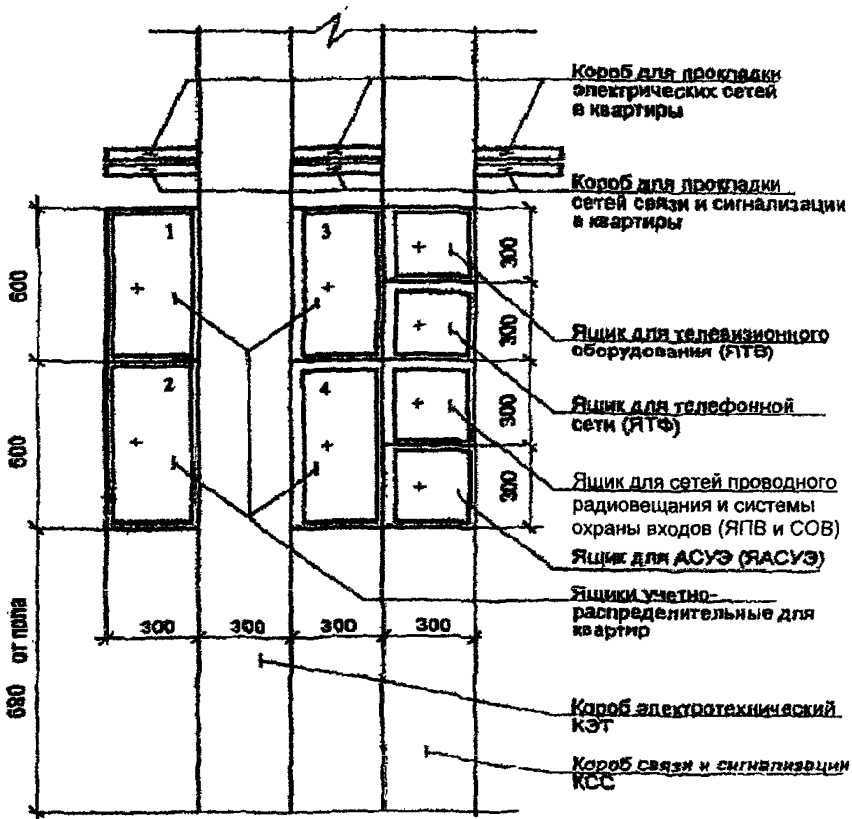 Короб для прокладки
электрических сетей
в квартиры
Короб для прокладки
сетей связи и сигнализации
в квартиры
1
3
300
600
300
Ящик для телевизионного
оборудования (ЯТВ)
2
4
300
Ящик для телефонной
сети (ЯТФ)
600
300
Ящик для сетей проводного
радиовещания и системы
охраны входов (ЯПВ и СОВ)
Ящик для АСУЭ (ЯАСУЭ)
Ящики учетно-
распределительные для
квартир
300
300
300
300
680 от пола
Короб электротехнический
КЭТ
Короб связи и сигнализации
КСС